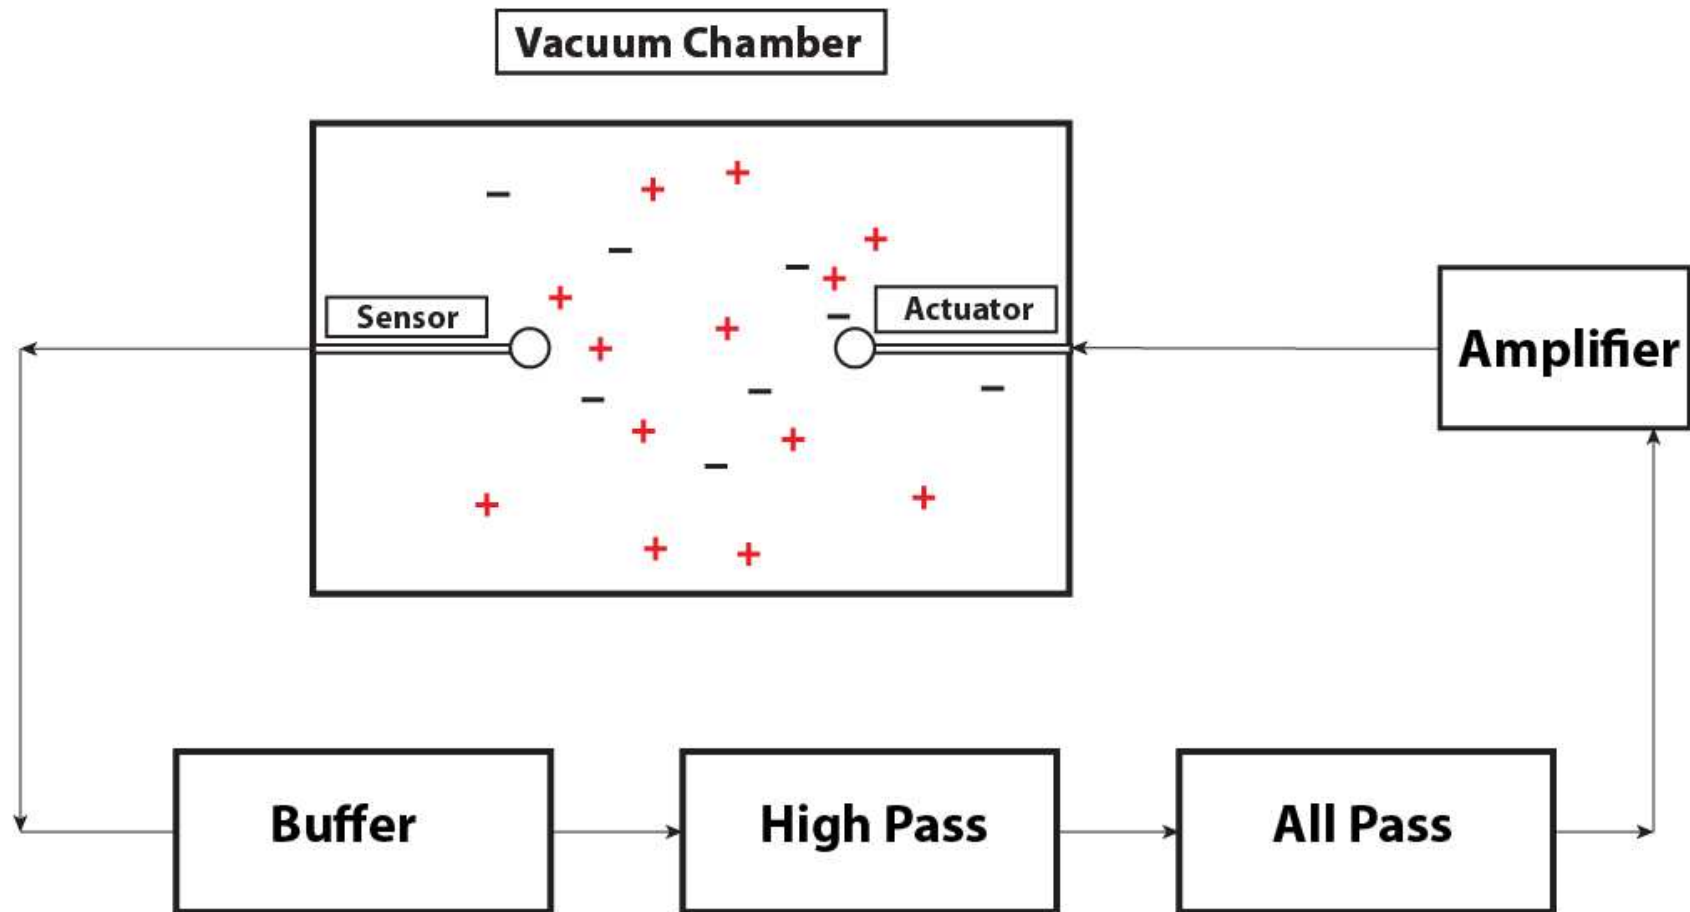 Vacuum Chamber
Sensor
Actuator
Amplifier
Buffer
High Pass
All Pass